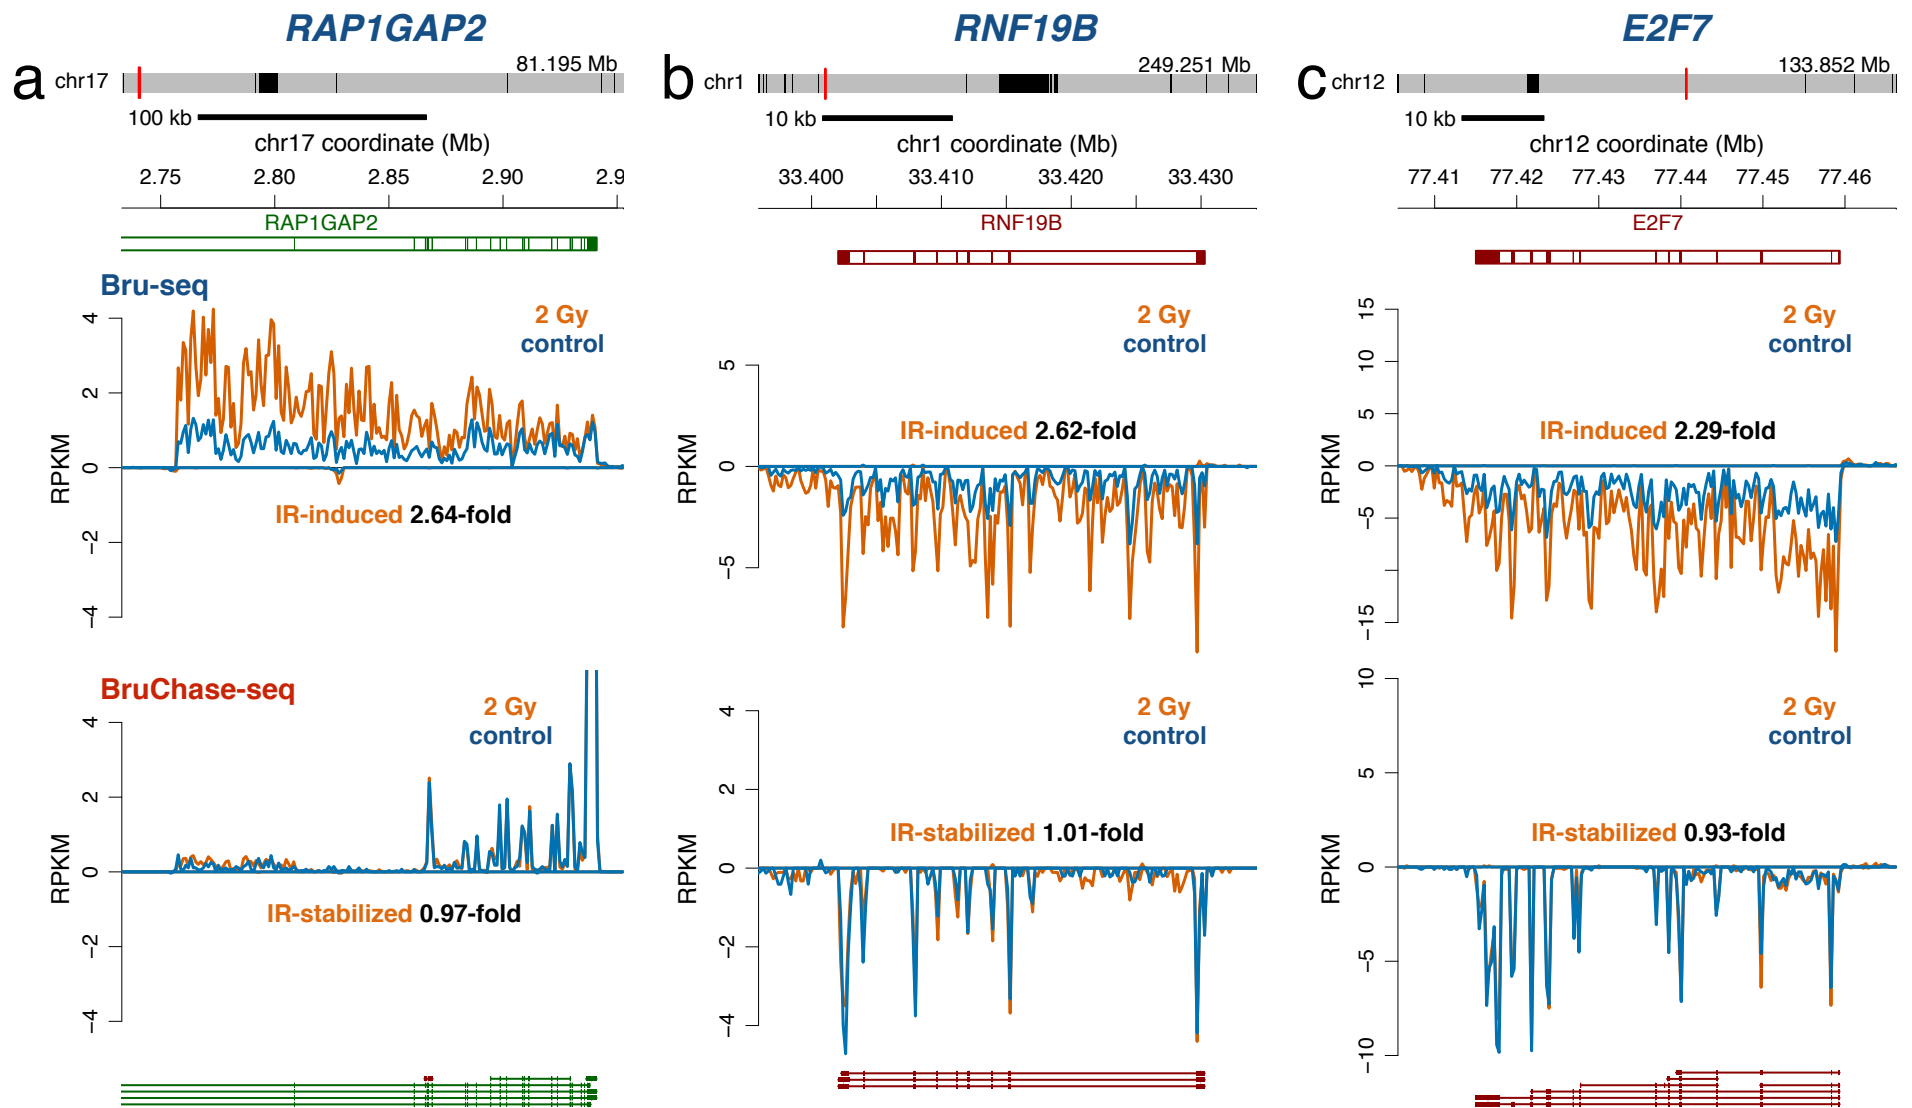 RAP1GAP2
a
chr17
81.195 Mb
100 kb
chr17 coordinate (Mb)
2.75 2.80 2.85 2.90 2.9
RAP1GAP2
Bru-seq
2 Gy
control
RPKM
4
2
0
−2
−4
IR-induced 2.64-fold
BruChase-seq
2 Gy
control
RPKM
4
2
0
−2
−4
IR-stabilized 0.97-fold
RNF19B
b
chr1
249.251 Mb
10 kb
chr1 coordinate (Mb)
33.400 33.410 33.420 33.430
RNF19B
2 Gy
control
RPKM
5
0
−5
IR-induced 2.62-fold
2 Gy
control
RPKM
4
2
0
−2
−4
IR-stabilized 1.01-fold
E2F7
c
chr12
133.852 Mb
10 kb
chr12 coordinate (Mb)
77.41 77.42 77.43 77.44 77.45 77.46
E2F7
2 Gy
control
RPKM
15
10
5
0
−5
−15
IR-induced 2.29-fold
2 Gy
control
RPKM
10
5
0
−5
−10
IR-stabilized 0.93-fold